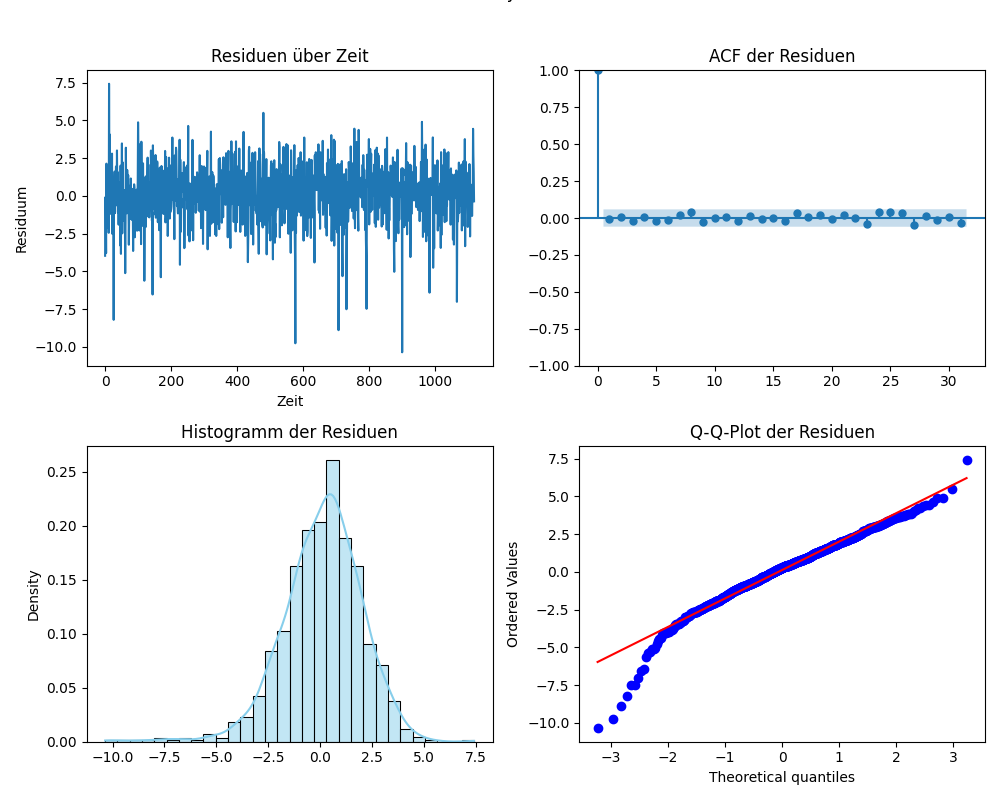 Residuen über Zeit
7.5
5.0
2.5
0.0
−2.5
−5.0
−7.5
−10.0
Residuum
0 200 400 600 800 1000
Zeit
ACF der Residuen
1.00
0.75
0.50
0.25
0.00
−0.25
−0.50
−0.75
−1.00
0 5 10 15 20 25 30
Histogramm der Residuen
0.25
0.20
0.15
0.10
0.05
0.00
Density
−10.0 −7.5 −5.0 −2.5 0.0 2.5 5.0 7.5
Q-Q-Plot der Residuen
7.5
5.0
2.5
0.0
−2.5
−5.0
−7.5
−10.0
Ordered Values
−3 −2 −1 0 1 2 3
Theoretical quantiles